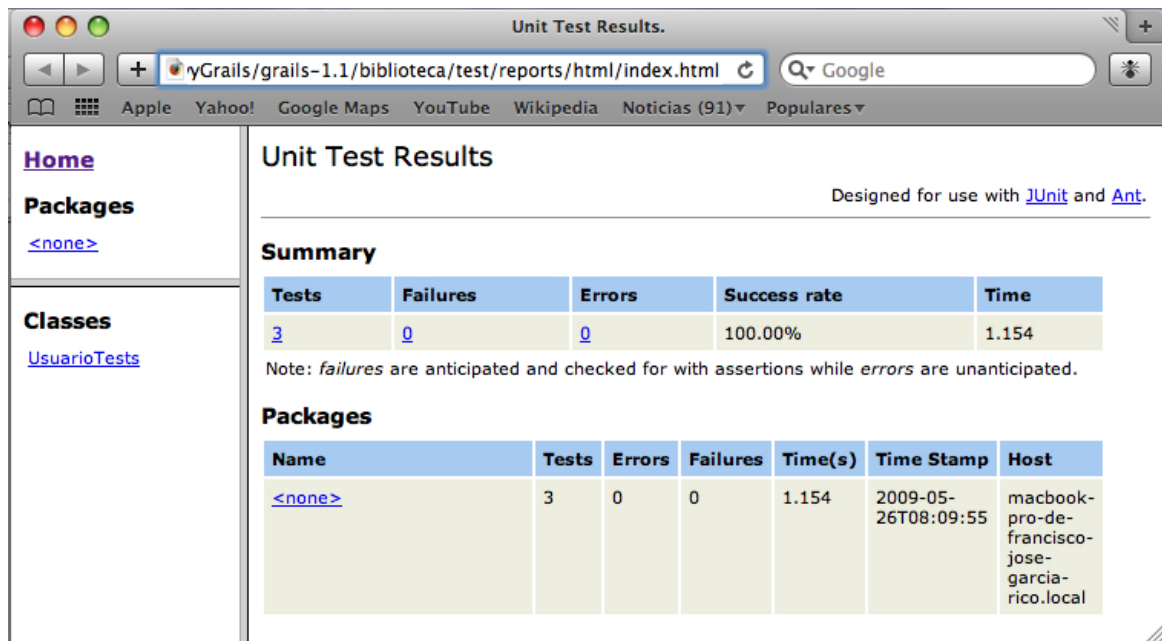 Unit Test Results.
yGrails/grails-1.1/biblioteca/test/reports/html/index.html
Google
Apple Yahoo! Google Maps YouTube Wikipedia Noticias (91) Populares
Home
Packages
<none>
Classes
UsuarioTests
Unit Test Results
Designed for use with JUnit and Ant.
Summary
Tests Failures Errors Success rate Time
3 0 0 100.00% 1.154
Note: failures are anticipated and checked for with assertions while errors are unanticipated.
Packages
Name Tests Errors Failures Time(s) Time Stamp Host
<none> 3 0 0 1.154 2009-05-
26T08:09:55 macbook-
pro-de-
francisco-
jose-
garcia-
rico.local